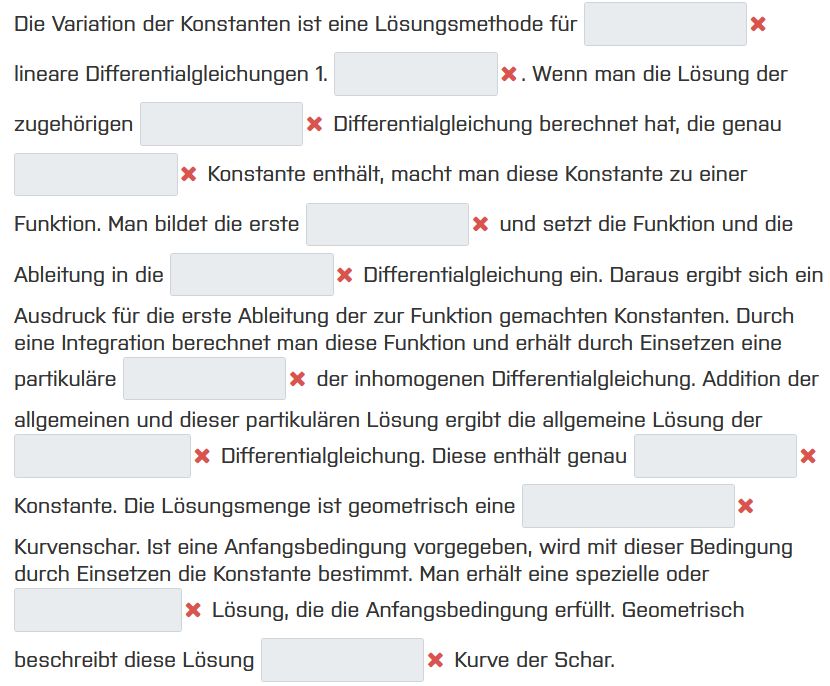 Die Variation der Konstanten ist eine Lösungsmethode für
lineare Differentialgleichungen 1. . Wenn man die Lösung der
zugehörigen Differentialgleichung berechnet hat, die genau
Konstante enthält, macht man diese Konstante zu einer
Funktion. Man bildet die erste und setzt die Funktion und die
Ableitung in die Differentialgleichung ein. Daraus ergibt sich ein
Ausdruck für die erste Ableitung der zur Funktion gemachten Konstanten. Durch
eine Integration berechnet man diese Funktion und erhält durch Einsetzen eine
partikuläre der inhomogenen Differentialgleichung. Addition der
allgemeinen und dieser partikulären Lösung ergibt die allgemeine Lösung der
Differentialgleichung. Diese enthält genau
Konstante. Die Lösungsmenge ist geometrisch eine
Kurvenschar. Ist eine Anfangsbedingung vorgegeben, wird mit dieser Bedingung
durch Einsetzen die Konstante bestimmt. Man erhält eine spezielle oder
Lösung, die die Anfangsbedingung erfüllt. Geometrisch
beschreibt diese Lösung Kurve der Schar.